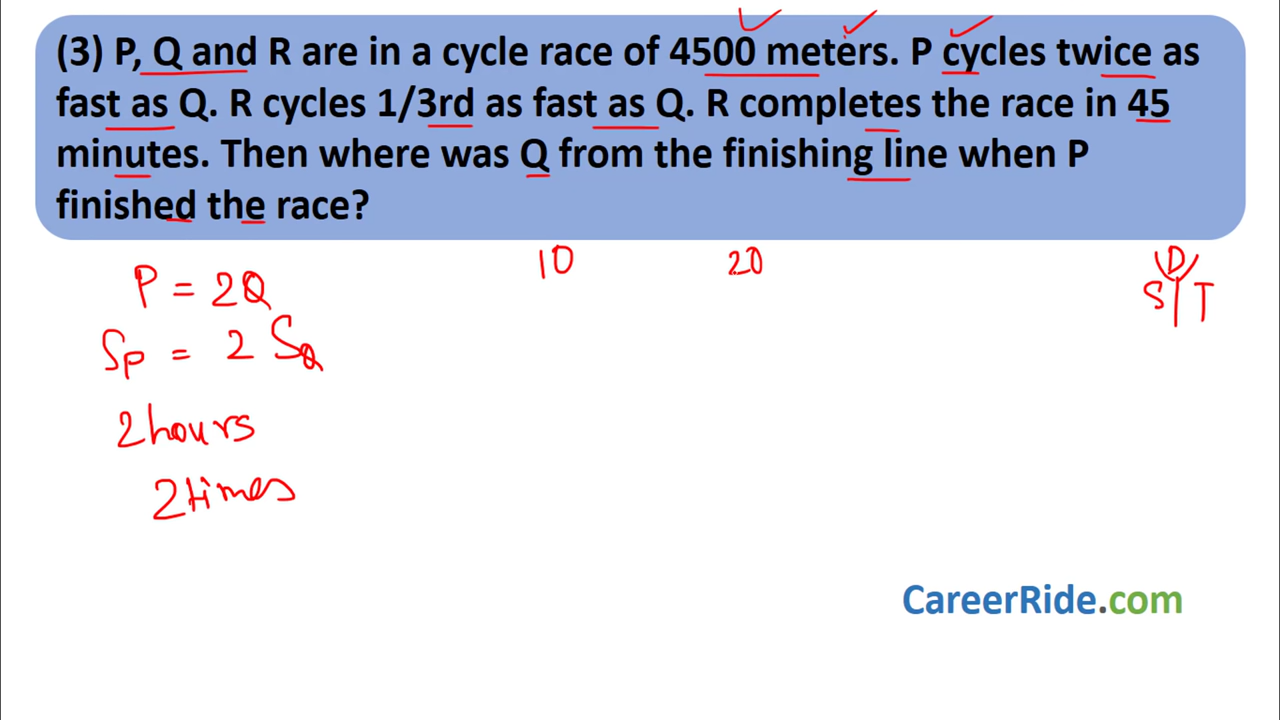 (3) P, Q and R are in a cycle race of 4500 meters. P cycles twice as
fast as Q. R cycles 1/3rd as fast as Q. R completes the race in 45
minutes. Then where was Q from the finishing line when P
finished the race?
10 20
D
S T
P = 2Q
Sp = 2 SQ
2 hours
2 times
CareerRide.com